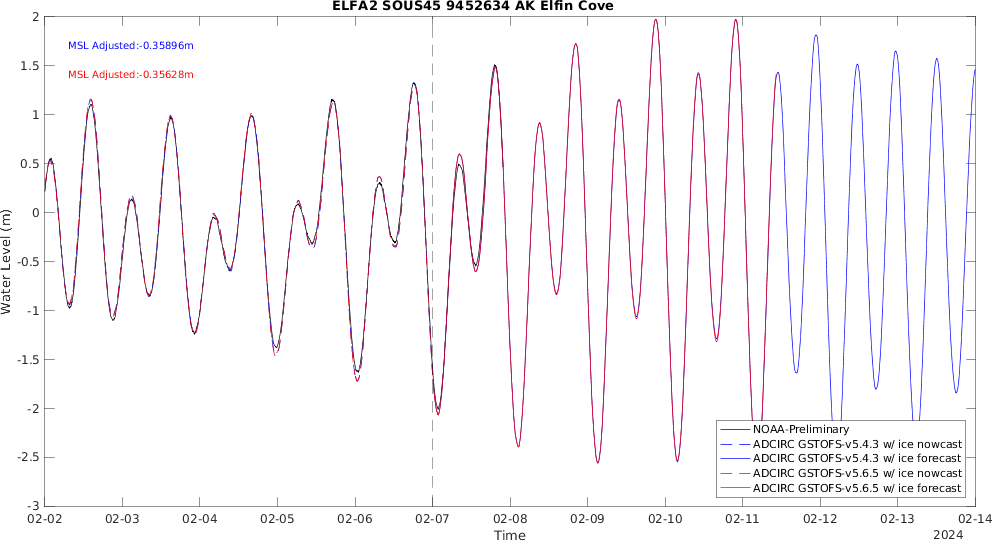 ELFA2 SOUS45 9452634 AK Elfin Cove
MSL Adjusted:-0.35896m
MSL Adjusted:-0.35628m
2
1.5
1
0.5
0
-0.5
-1
-1.5
-2
-2.5
-3
Water Level (m)
NOAA-Preliminary
ADCIRC GSTOFS-v5.4.3 w/ ice nowcast
ADCIRC GSTOFS-v5.4.3 w/ ice forecast
ADCIRC GSTOFS-v5.6.5 w/ ice nowcast
ADCIRC GSTOFS-v5.6.5 w/ ice forecast
02-02 02-03 02-04 02-05 02-06 02-07 02-08 02-09 02-10 02-11 02-12 02-13 02-14
Time
2024